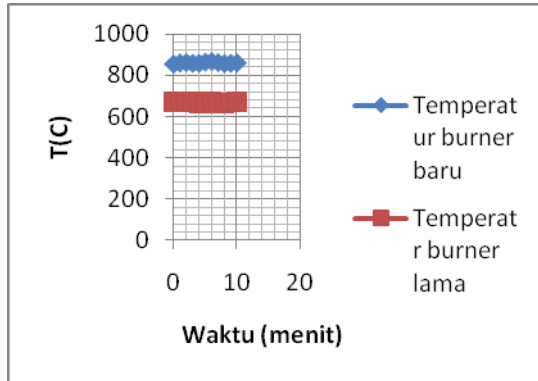 1000
800
600
400
200
0
T(C)
0 10 20
Waktu (menit)
Temperat
ur burner
baru
Temperat
r burner
lama